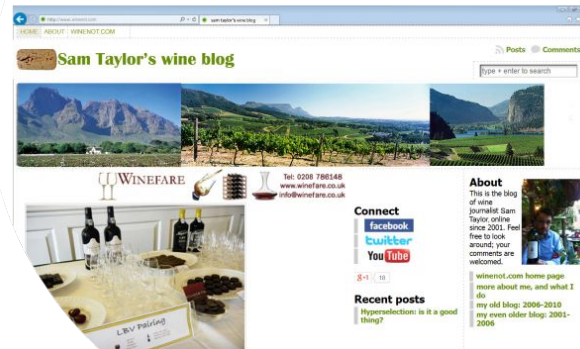 http://www.winenot.com
sam taylor's wine blog
HOME ABOUT : WINENOT.COM
Sam Taylor's wine blog
Posts Comments
type + enter to search
WINEFARE
Tel: 0208 786148
www.winefare.co.uk
info@winefare.co.uk
LBV Pairing
Connect
facebook
twitter
You Tube
g+1 10
Recent posts
Hyperselection: is it a good
thing?
About
This is the blog
of wine
journalist Sam
Taylor, online
since 2001. Feel
free to look
around; your
comments are
welcomed.
winenot.com home page
more about me, and what I
do
my old blog: 2006-2010
my even older blog: 2001-
2006